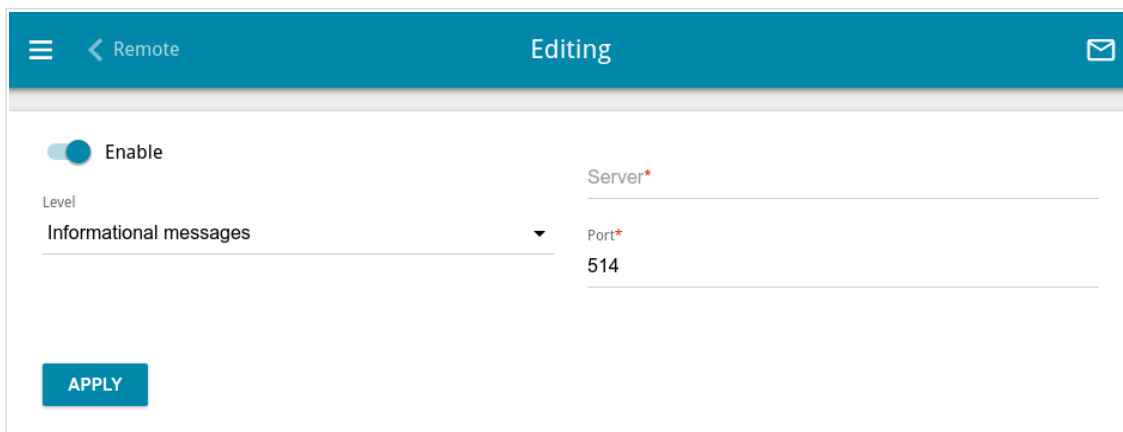 Remote
Editing
Enable
Level
Informational messages
Server*
Port*
514
APPLY